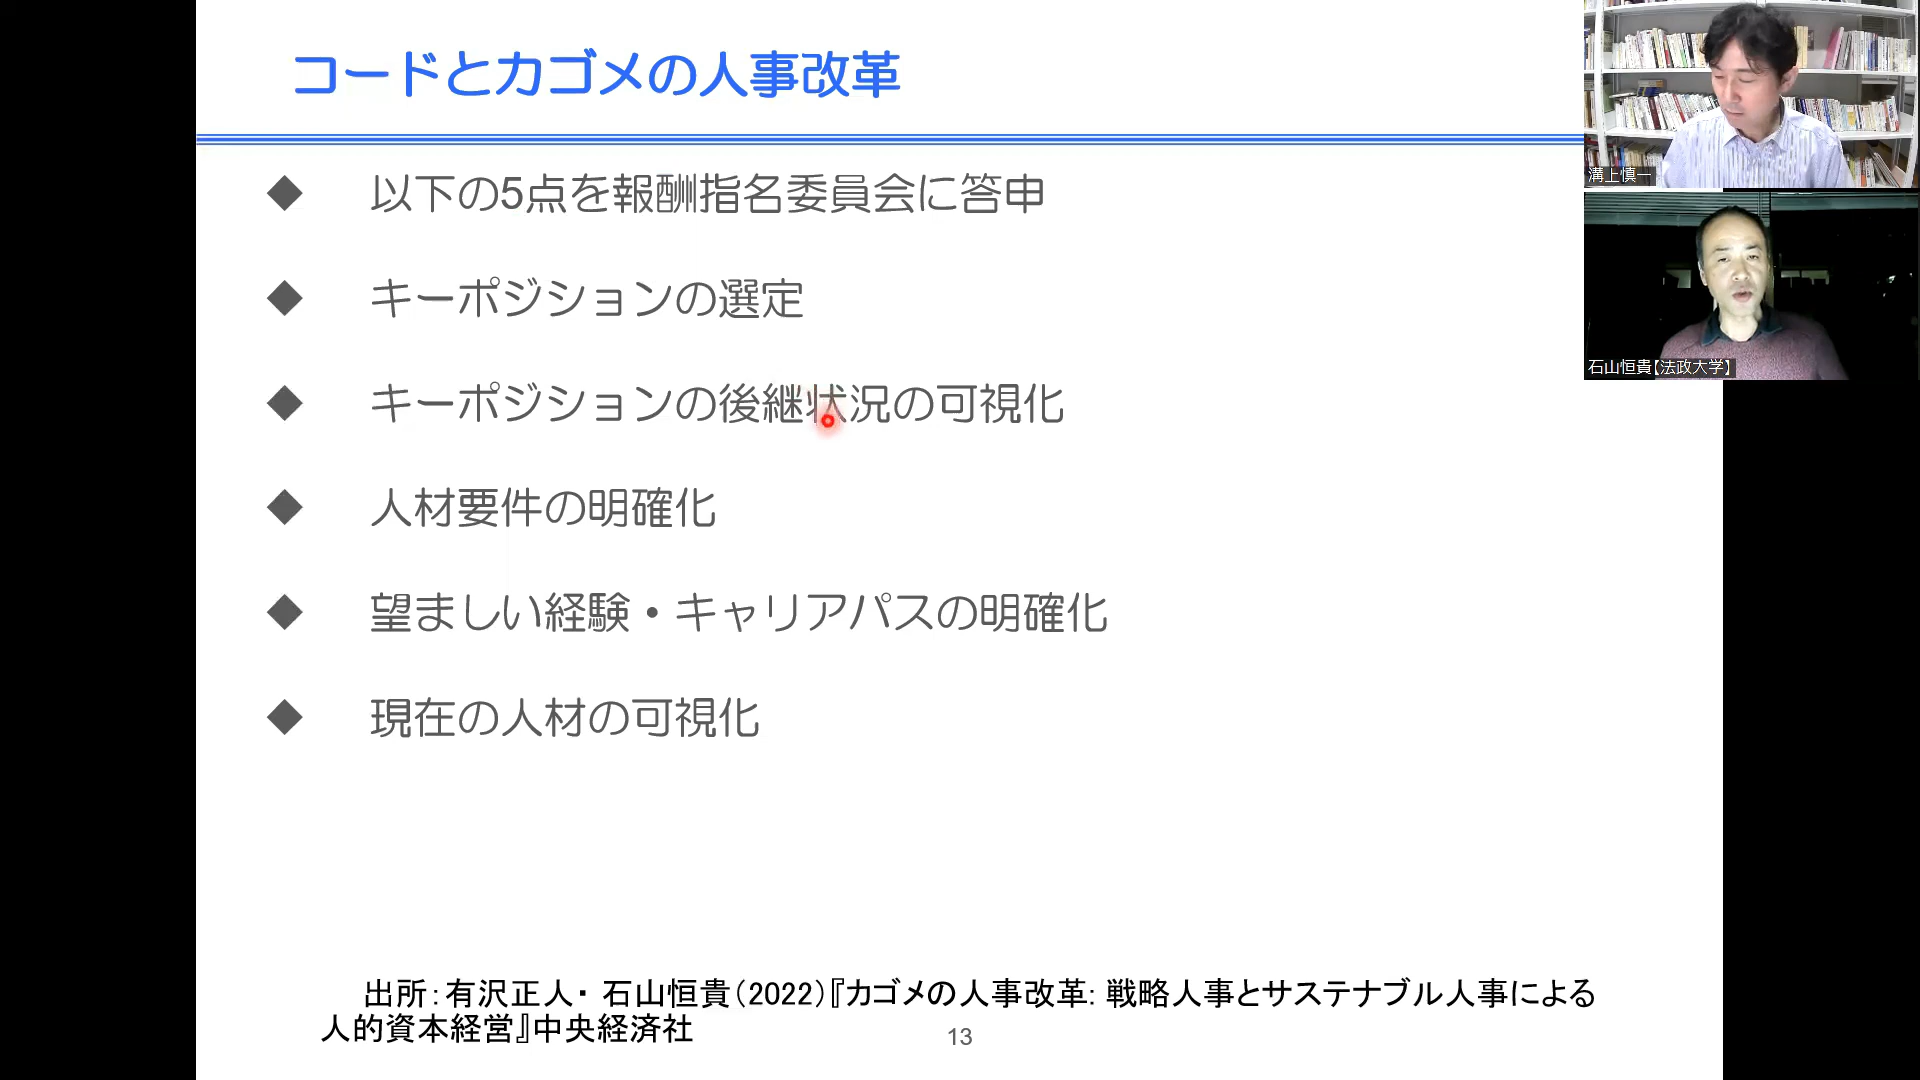 コードとカゴメの人事改革
◆ 以下の5点を報酬指名委員会に答申
◆ キーポジションの選定
◆ キーポジションの後継状況の可視化
◆ 人材要件の明確化
◆ 望ましい経験・キャリアパスの明確化
◆ 現在の人材の可視化
出所：有沢正人・ 石山恒貴（2022）『カゴメの人事改革: 戦略人事とサステナブル人事による
人的資本経営』中央経済社
13
溝上慎一
石山恒貴【法政大学】